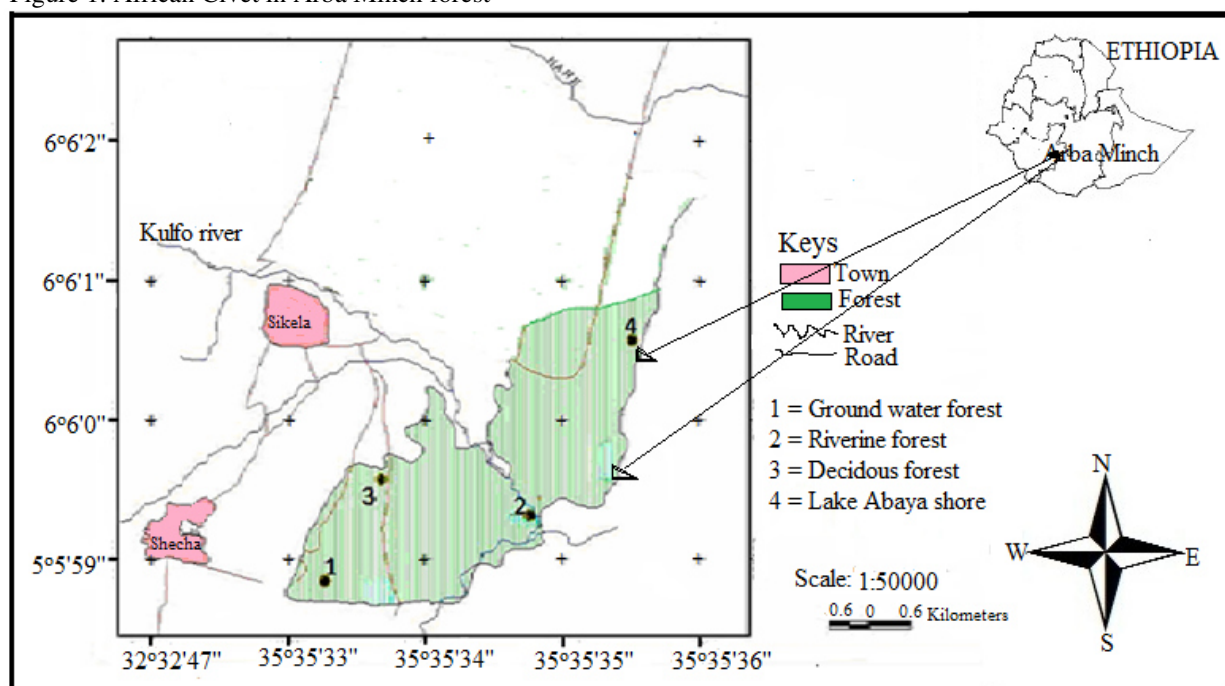 Figure 1. African Civet in Arba Minch forest
ETHIOPIA
Arba Minch
HARE
6°6'2"
Kulfo river
6°6'1"
Sikela
6°6'0"
Shecha
5°5'59"
1
2
3
4
32°32'47"
35°35'33"
35°35'34"
35°35'35"
35°35'36"
Keys
Town
Forest
River
Road
1 = Ground water forest
2 = Riverine forest
3 = Decidous forest
4 = Lake Abaya shore
Scale: 1:50000
0.6 0 0.6 Kilometers
N
W
E
S